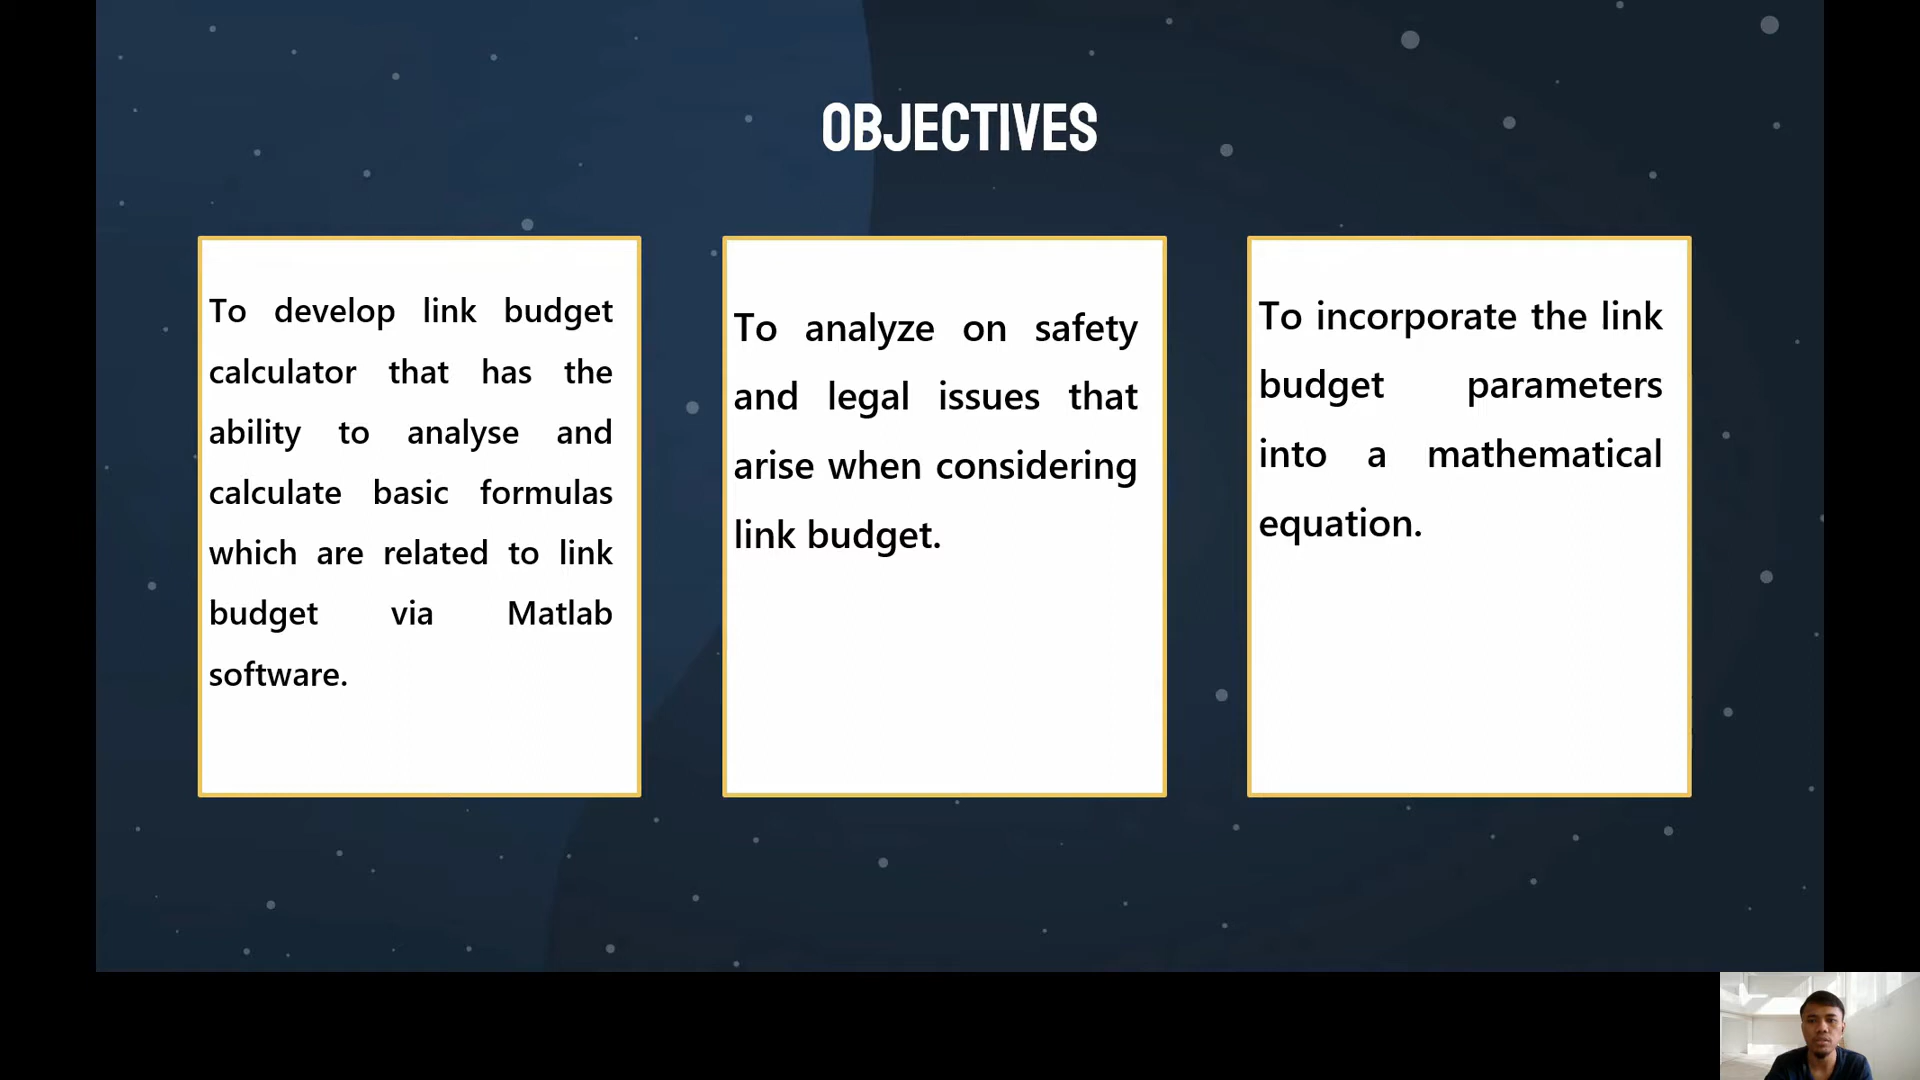 OBJECTIVES
To develop link budget
calculator that has the
ability to analyse and
calculate basic formulas
which are related to link
budget via Matlab
software.
To analyze on safety
and legal issues that
arise when considering
link budget.
To incorporate the link
budget parameters
into a mathematical
equation.